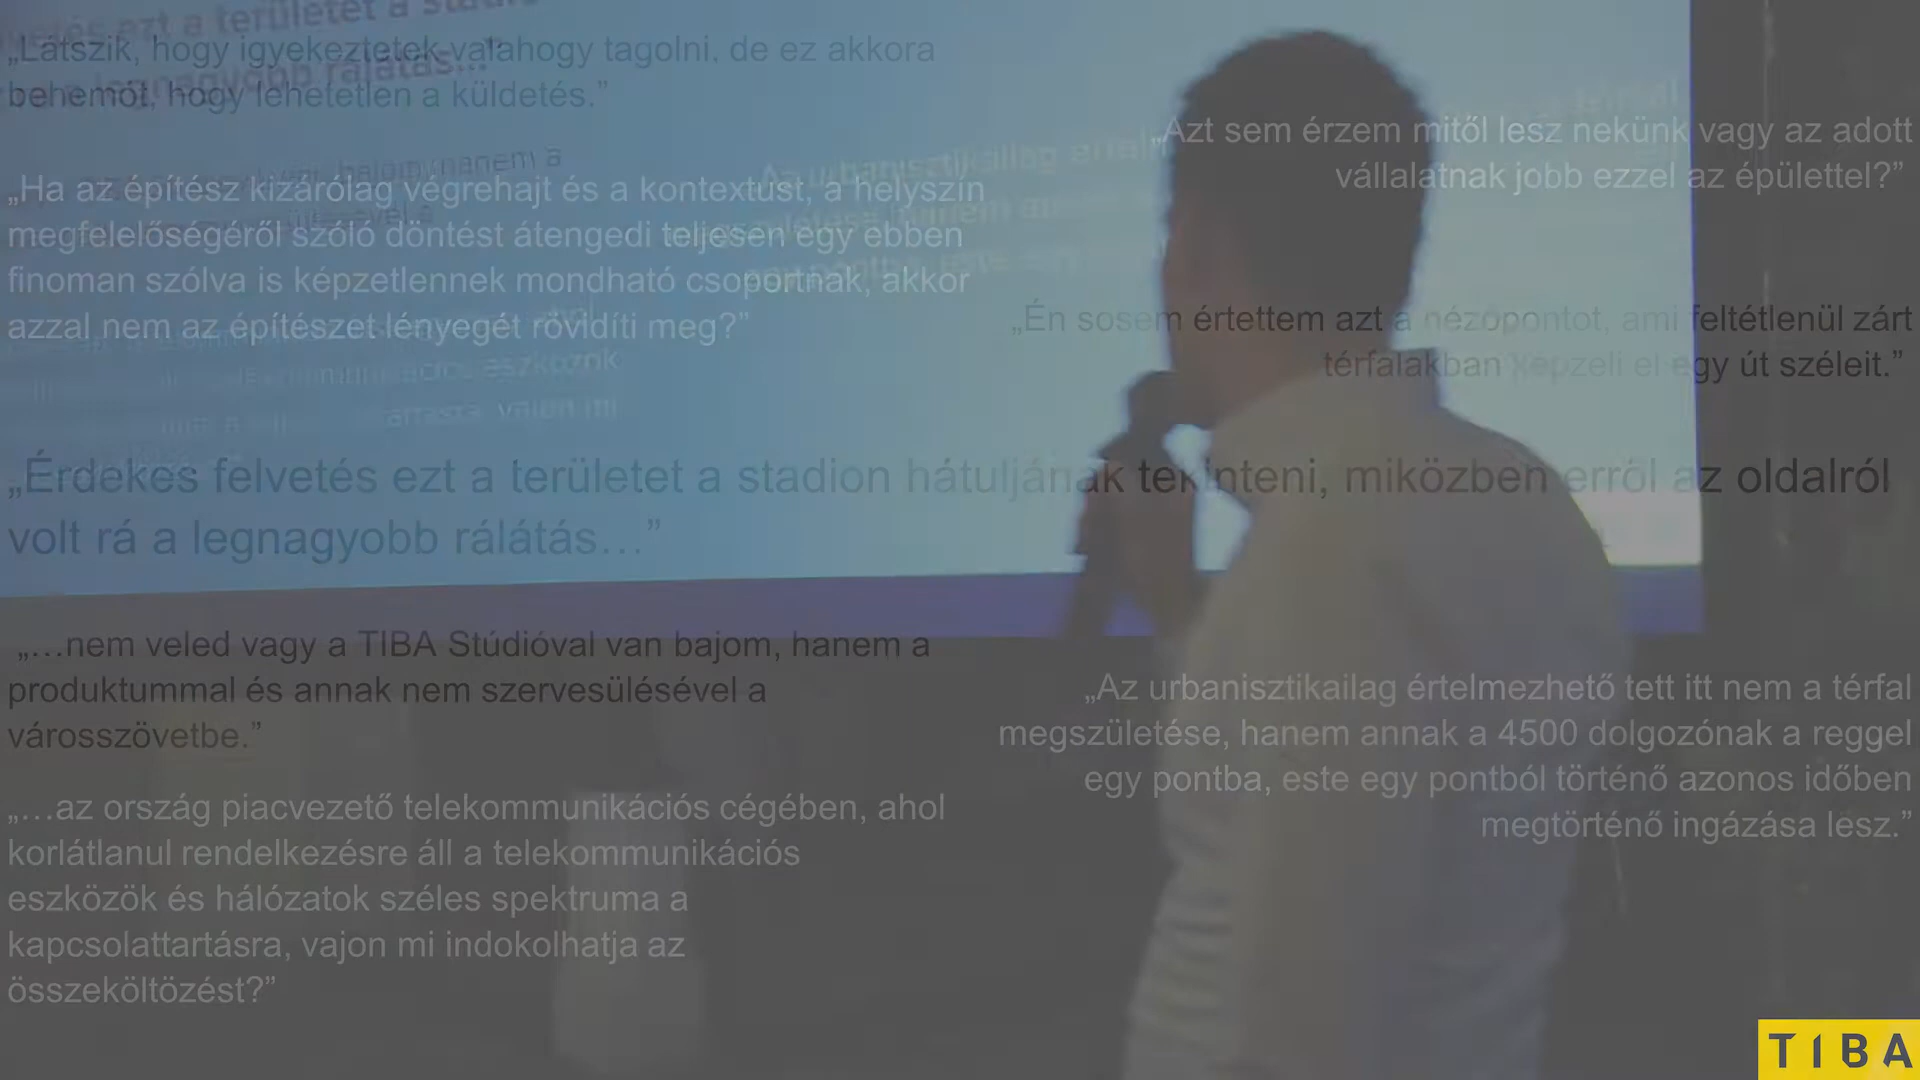 „Látszik, hogy igyekeztetek valahogy tagolni, de ez akkora
behemót, hogy lehetetlen a küldetés.”
„Azt sem érzem mitől lesz nekünk vagy az adott
vállalatnak jobb ezzel az épülettel?”
„Ha az építész kizárólag végrehajt és a kontextust, a helyszín
megfelelőségéről szóló döntést átengedi teljesen egy ebben
finoman szólva is képzetlennek mondható csoportnak, akkor
azzal nem az építészet lényegét rövidíti meg?”
„Én sosem értettem azt a nézőpontot, ami feltétlenül zárt
térfalakban képzeli el egy út széleit.”
„Érdekes felvetés ezt a területet a stadion hátuljának tekinteni, miközben erről az oldalról
volt rá a legnagyobb rálátás…”
„…nem veled vagy a TIBA Stúdióval van bajom, hanem a
produktummal és annak nem szervesülésével a
városszövetbe.”
„Az urbanisztikailag értelmezhető tett itt nem a térfal
megszületése, hanem annak a 4500 dolgozónak a reggel
egy pontba, este egy pontból történő azonos időben
megtörténő ingázása lesz.”
„…az ország piacvezető telekommunikációs cégében, ahol
korlátlanul rendelkezésre áll a telekommunikációs
eszközök és hálózatok széles spektruma a
kapcsolattartásra, vajon mi indokolhatja az
összeköltözést?”
TIBA